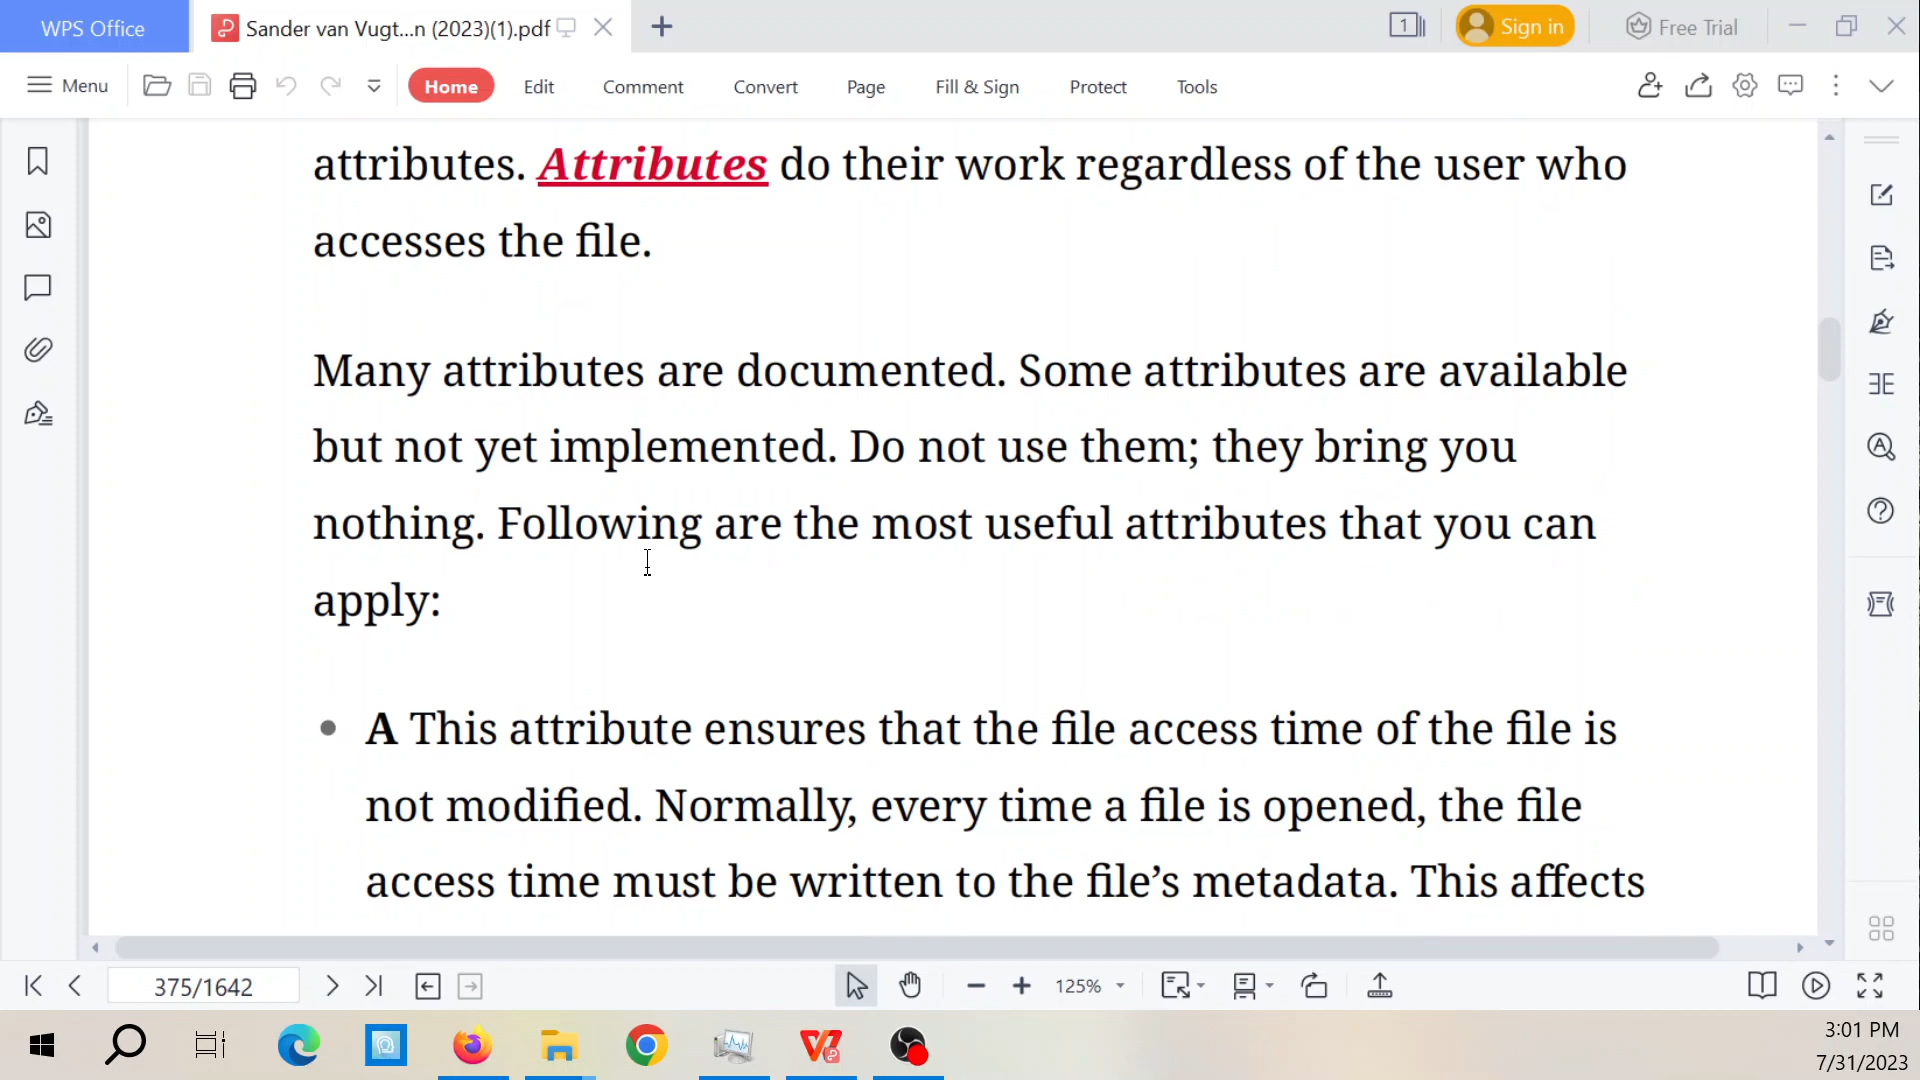 WPS Office
Sander van Vugt...n (2023)(1).pdf
1
Sign in
Free Trial
Menu
Home
Edit
Comment
Convert
Page
Fill & Sign
Protect
Tools
attributes. Attributes do their work regardless of the user who
accesses the file.
Many attributes are documented. Some attributes are available
but not yet implemented. Do not use them; they bring you
nothing. Following are the most useful attributes that you can
apply:
• A This attribute ensures that the file access time of the file is
not modified. Normally, every time a file is opened, the file
access time must be written to the file’s metadata. This affects
375/1642
125%
3:01 PM
7/31/2023